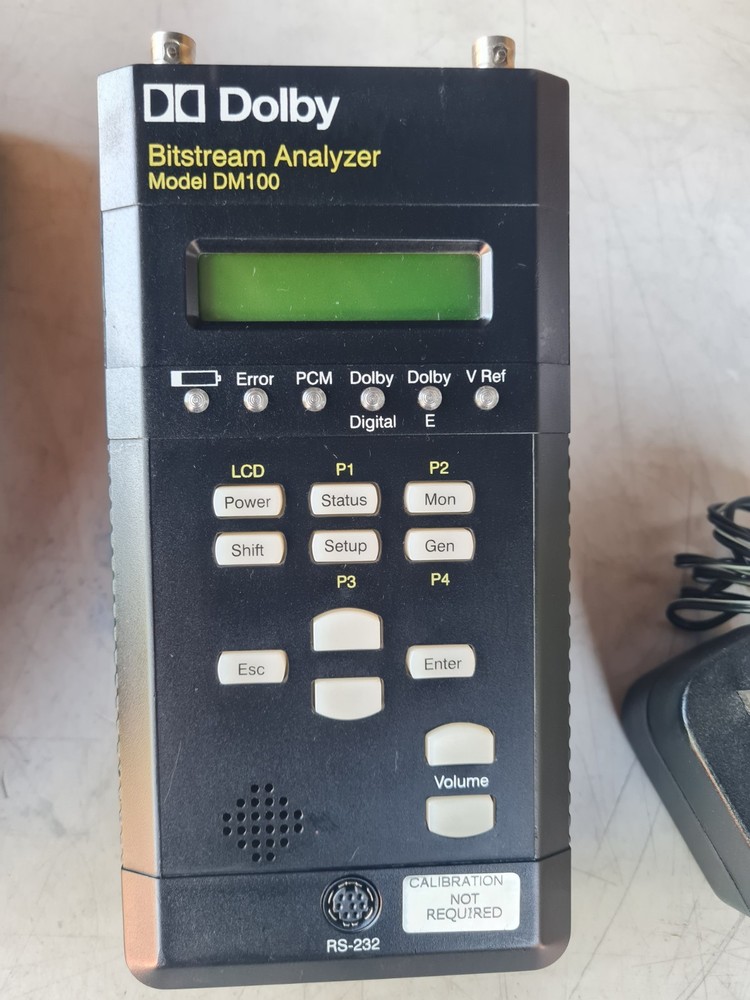 Dolby
Bitstream Analyzer
Model DM100
Error PCM Dolby Dolby V Ref
Digital E
LCD P1 P2
Power Status Mon
Shift Setup Gen
P3 P4
Esc Enter
Volume
CALIBRATION
NOT
REQUIRED
RS-232